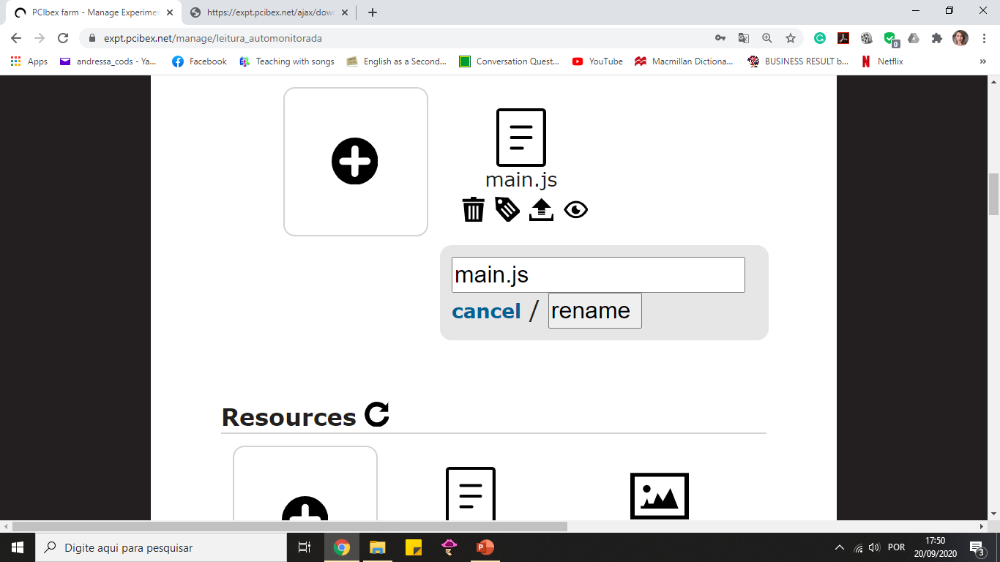 PCIbex farm - Manage Experimen
https://expt.pcibex.net/ajax/dow
expt.pcibex.net/manage/leitura_automonitorada
0
Apps
andressa_cods - Ya...
Facebook
Teaching with songs
English as a Second...
Conversation Quest...
YouTube
Macmillan Dictiona...
BUSINESS RESULT b...
Netflix
»
main.js
main.js
cancel / rename
Resources
Digite aqui para pesquisar
POR
17:50
20/09/2020
3